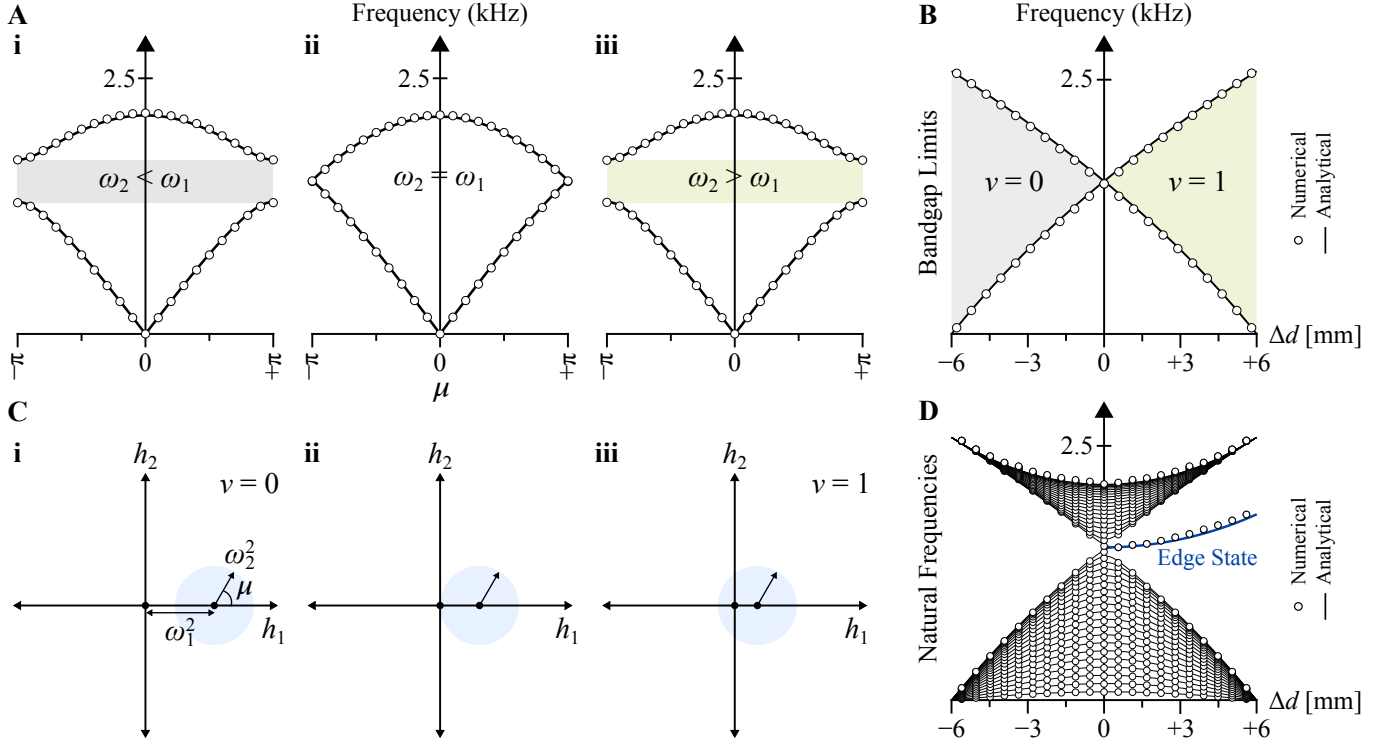 A
Frequency (kHz)
i
ii
iii
2.5
2.5
2.5
ω₂ < ω₁
ω₂ = ω₁
ω₂ > ω₁
−π
0
+π
−π
0
+π
−π
0
+π
μ
B
Frequency (kHz)
2.5
Bandgap Limits
ν = 0
ν = 1
Numerical
Analytical
−6
−3
0
+3
+6
Δd [mm]
C
i
ii
iii
h₂
h₂
h₂
ν = 0
ν = 1
ω₂²
μ
ω₁²
h₁
h₁
h₁
D
2.5
Natural Frequencies
Edge State
Numerical
Analytical
−6
−3
0
+3
+6
Δd [mm]